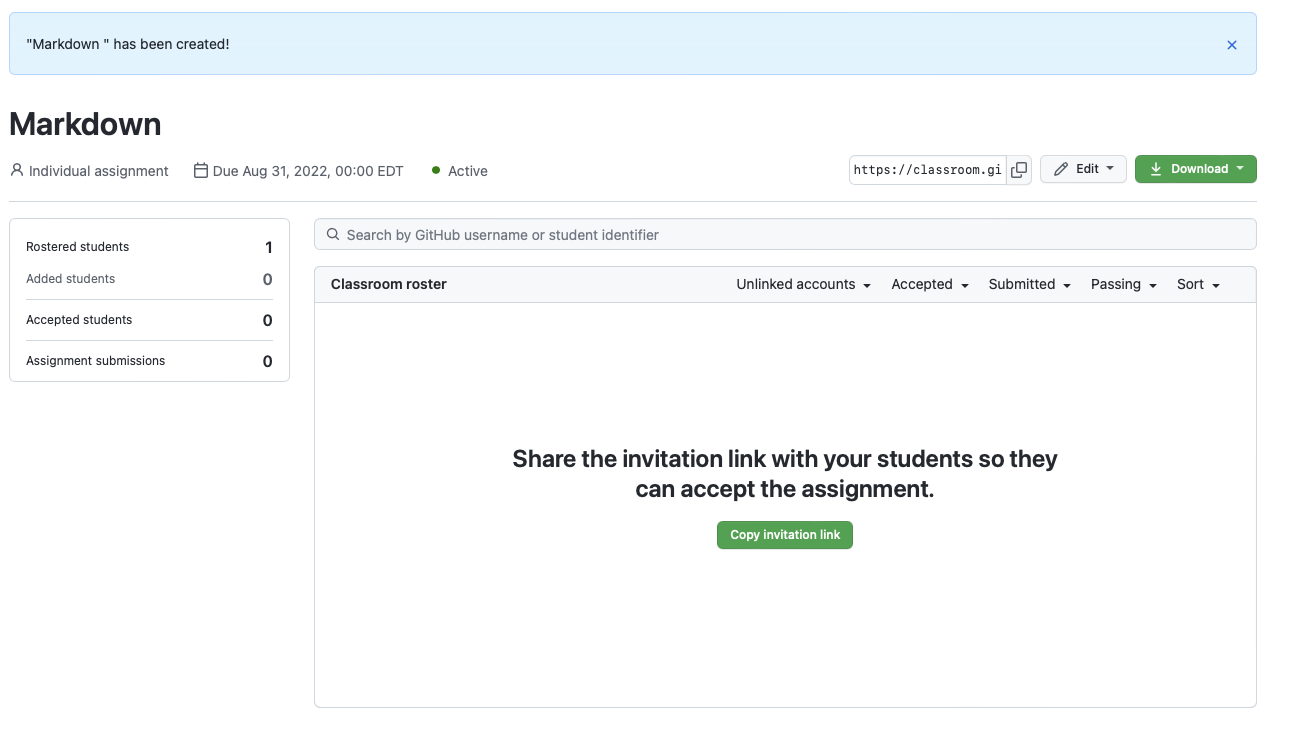 "Markdown " has been created!
Markdown
Individual assignment Due Aug 31, 2022, 00:00 EDT Active
https://classroom.gi Edit Download
Rostered students 1
Added students 0
Accepted students 0
Assignment submissions 0
Search by GitHub username or student identifier
Classroom roster Unlinked accounts Accepted Submitted Passing Sort
Share the invitation link with your students so they
can accept the assignment.
Copy invitation link